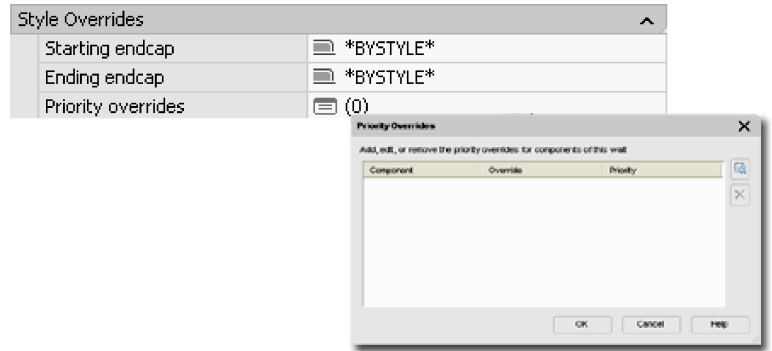 Style Overrides
Starting endcap *BYSTYLE*
Ending endcap *BYSTYLE*
Priority overrides (0)
Priority Overrides
Add, edit, or remove the priority overrides for components of this wall
Component Override Priority
OK Cancel Help